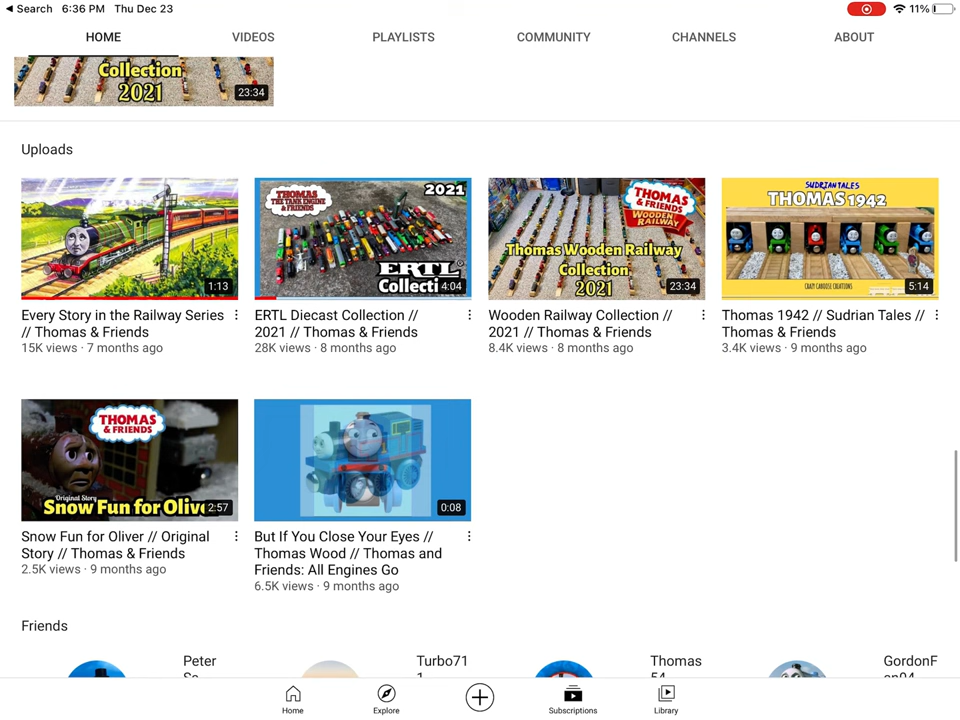 Search 6:36 PM Thu Dec 23 11%
HOME VIDEOS PLAYLISTS COMMUNITY CHANNELS ABOUT
Collection
2021
23:34
Uploads
1:13
THOMAS
THE TANK ENGINE
& FRIENDS
2021
ERTL
Collecti
4:04
THOMAS
& FRIENDS
WOODEN
RAILWAY
Thomas Wooden Railway
Collection
2021
23:34
SUDRIAN TALES
THOMAS 1942
CRAZY CABOOSE CREATIONS
5:14
Every Story in the Railway Series
// Thomas & Friends
15K views · 7 months ago
ERTL Diecast Collection //
2021 // Thomas & Friends
28K views · 8 months ago
Wooden Railway Collection //
2021 // Thomas & Friends
8.4K views · 8 months ago
Thomas 1942 // Sudrian Tales //
Thomas & Friends
3.4K views · 9 months ago
THOMAS
& FRIENDS
Original Story
Snow Fun for Olive
2:57
0:08
Snow Fun for Oliver // Original
Story // Thomas & Friends
2.5K views · 9 months ago
But If You Close Your Eyes //
Thomas Wood // Thomas and
Friends: All Engines Go
6.5K views · 9 months ago
Friends
Peter
Turbo71
Thomas
GordonF
Home Explore Subscriptions Library